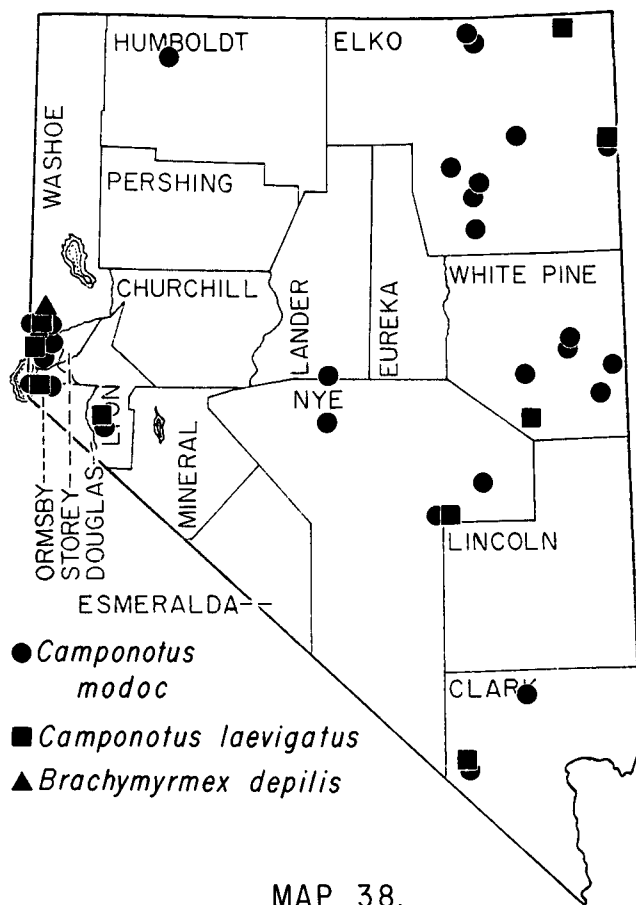 HUMBOLDT
ELKO
WASHOE
PERSHING
CHURCHILL
LANDER
EUREKA
WHITE PINE
NYE
LYON
MINERAL
ORMSBY
STOREY
DOUGLAS
LINCOLN
ESMERALDA
CLARK
Camponotus
modoc
Camponotus laevigatus
Brachymyrmex depilis
MAP 38.